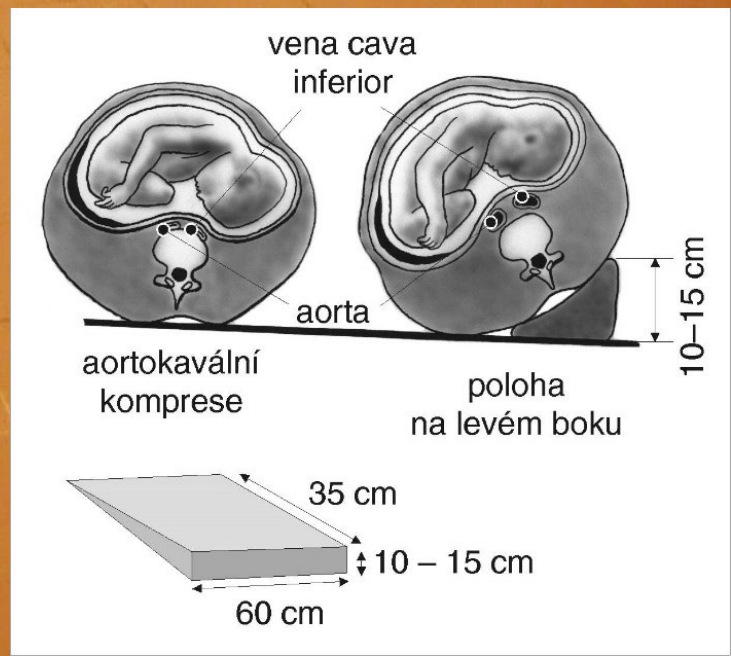 vena cava
inferior
aorta
10–15 cm
aortokavální
komprese
poloha
na levém boku
35 cm
10 – 15 cm
60 cm